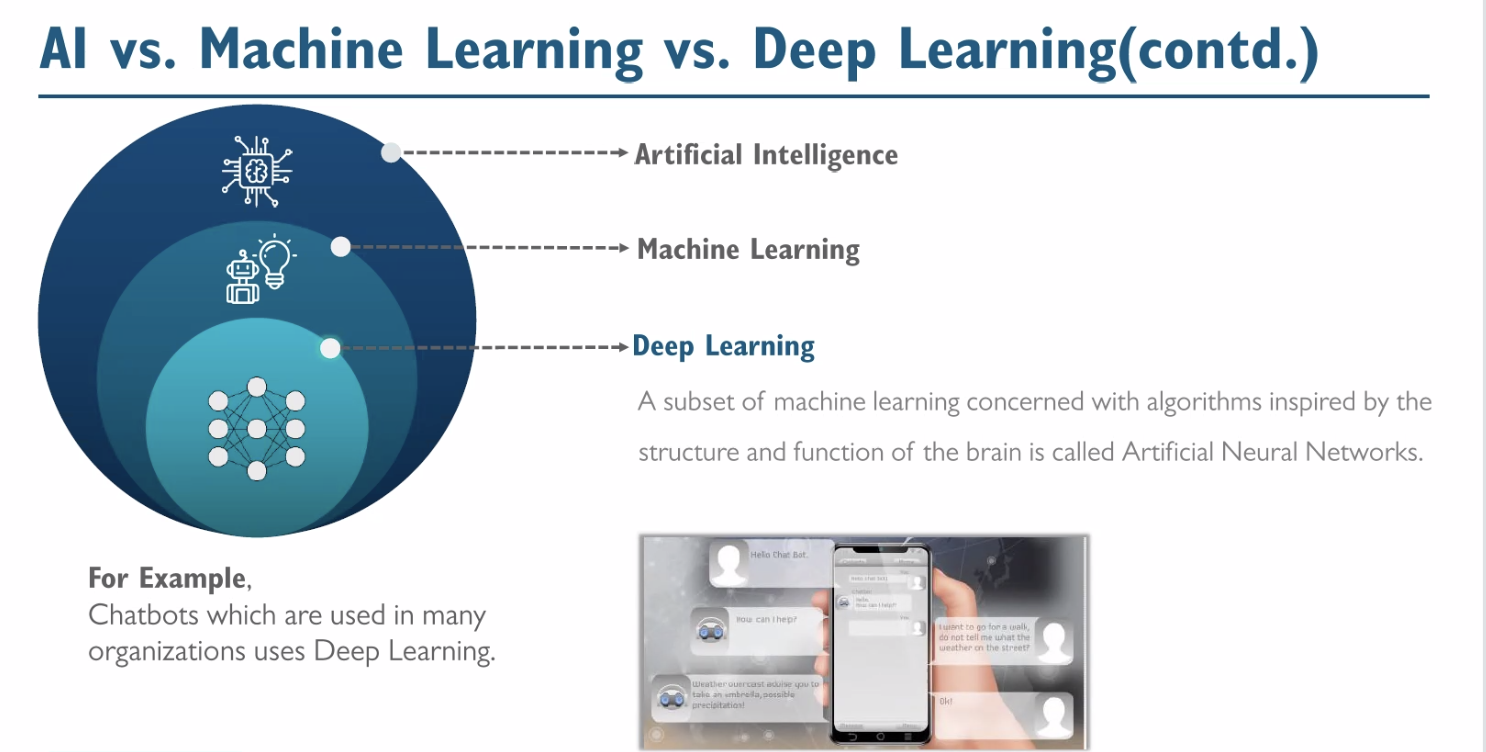 AI vs. Machine Learning vs. Deep Learning(contd.)
Artificial Intelligence
Machine Learning
Deep Learning
A subset of machine learning concerned with algorithms inspired by the
structure and function of the brain is called Artificial Neural Networks.
For Example,
Chatbots which are used in many
organizations uses Deep Learning.
Hello Chat Bot.
How can I help?
Weather overcast advise you to
take an umbrella, possible
precipitation!
Hello,
How can I help?
I want to go for a walk,
do not tell me what the
weather on the street?
Ok!